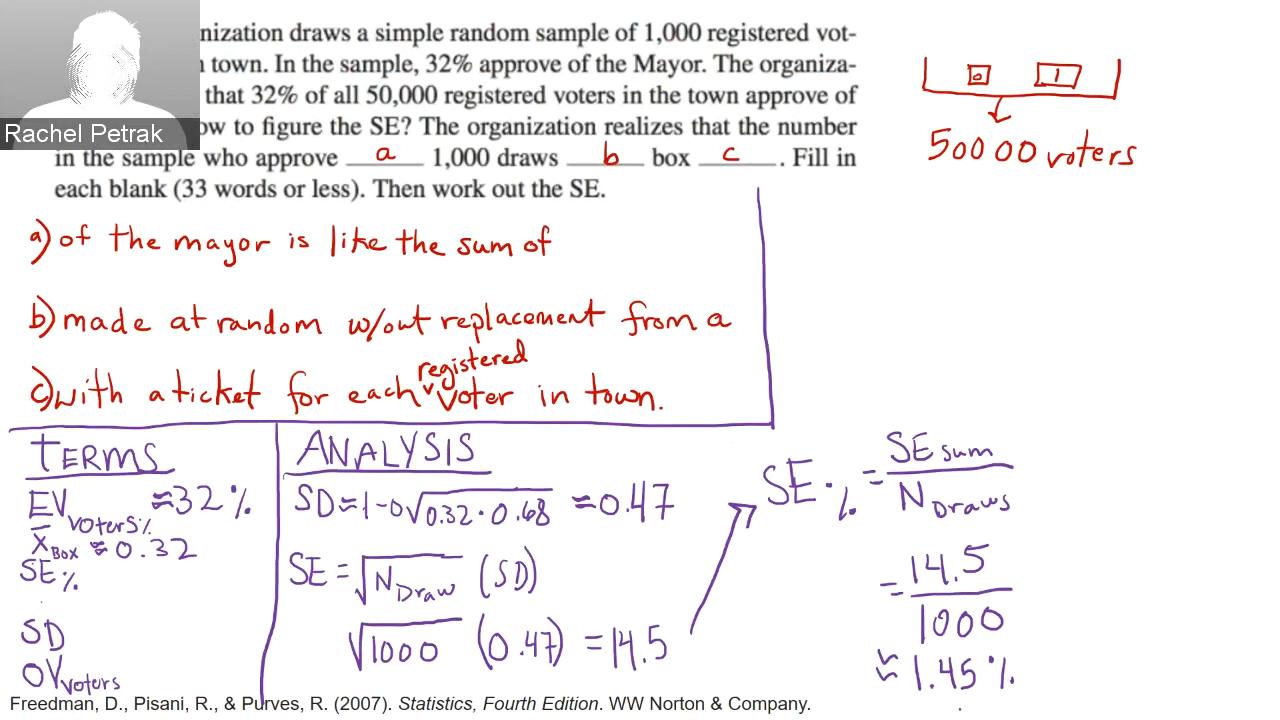 nization draws a simple random sample of 1,000 registered vot-
town. In the sample, 32% approve of the Mayor. The organiza-
that 32% of all 50,000 registered voters in the town approve of
Rachel Petrak
ow to figure the SE? The organization realizes that the number
in the sample who approve a 1,000 draws b box c . Fill in
each blank (33 words or less). Then work out the SE.
0 1
50000 voters
a) of the mayor is like the sum of
b) made at random w/out replacement from a
registered
c) with a ticket for each voter in town.
TERMS
EV voters% ≈32%
x̄ Box ≈ 0.32
SE%
SD
OV voters
ANALYSIS
SD ≈ 1-0√0.32·0.68 ≈0.47
SE = √N Draw (SD)
√1000 (0.47) = 14.5
SE% = SE sum / N Draws
= 14.5 / 1000
≈ 1.45%
Freedman, D., Pisani, R., & Purves, R. (2007). Statistics, Fourth Edition. WW Norton & Company.